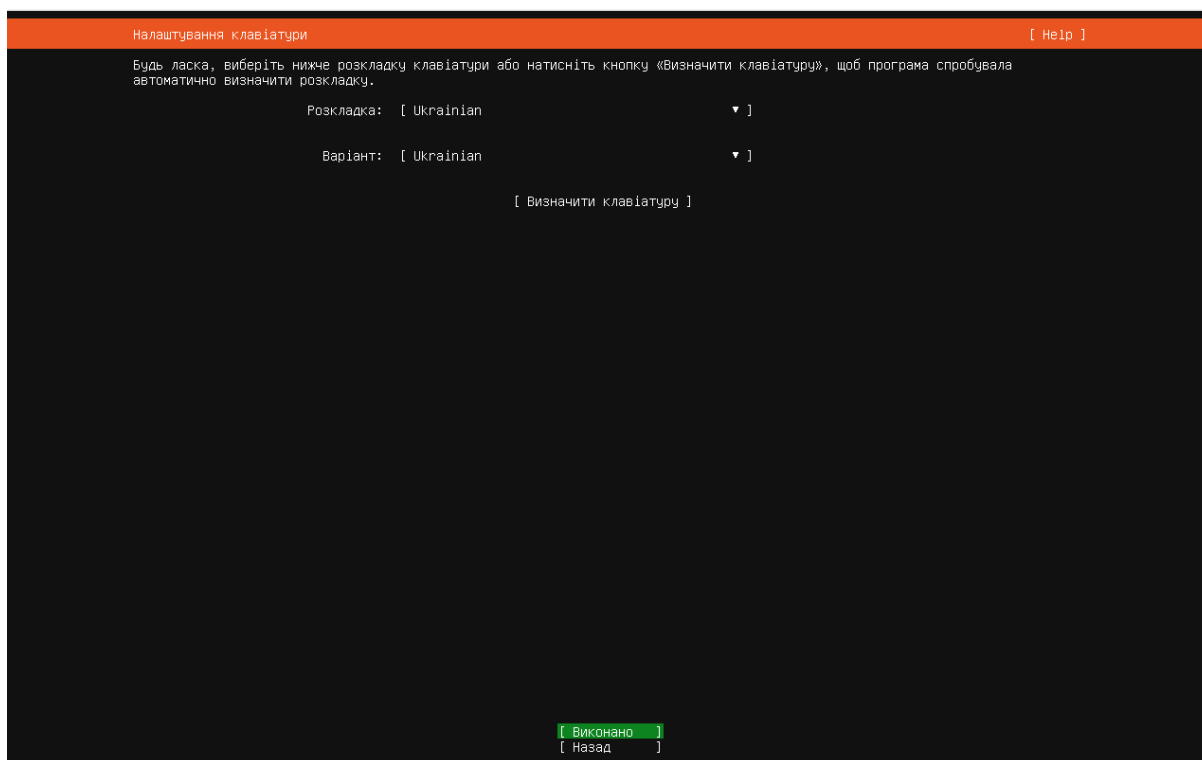 Налаштування клавіатури [ Help ]
Будь ласка, виберіть нижче розкладку клавіатури або натисніть кнопку «Визначити клавіатуру», щоб програма спробувала
автоматично визначити розкладку.
Розкладка: [ Ukrainian ▾ ]
Варіант: [ Ukrainian ▾ ]
[ Визначити клавіатуру ]
[ Виконано ]
[ Назад ]